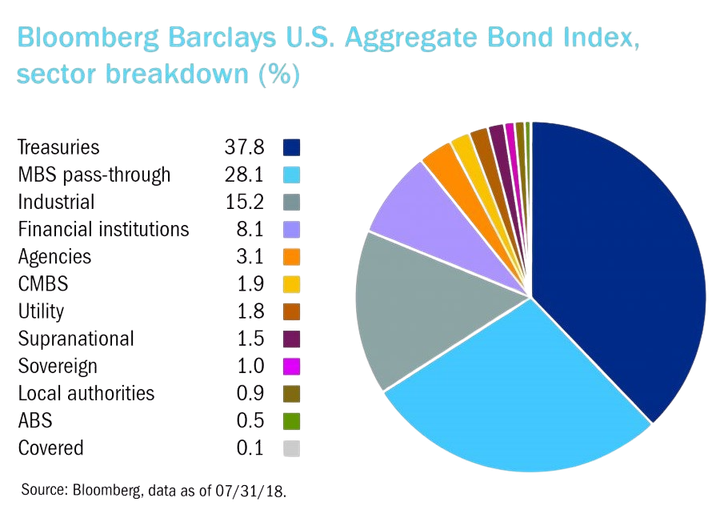 Bloomberg Barclays U.S. Aggregate Bond Index,
sector breakdown (%)
Treasuries 37.8
MBS pass-through 28.1
Industrial 15.2
Financial institutions 8.1
Agencies 3.1
CMBS 1.9
Utility 1.8
Supranational 1.5
Sovereign 1.0
Local authorities 0.9
ABS 0.5
Covered 0.1
Source: Bloomberg, data as of 07/31/18.